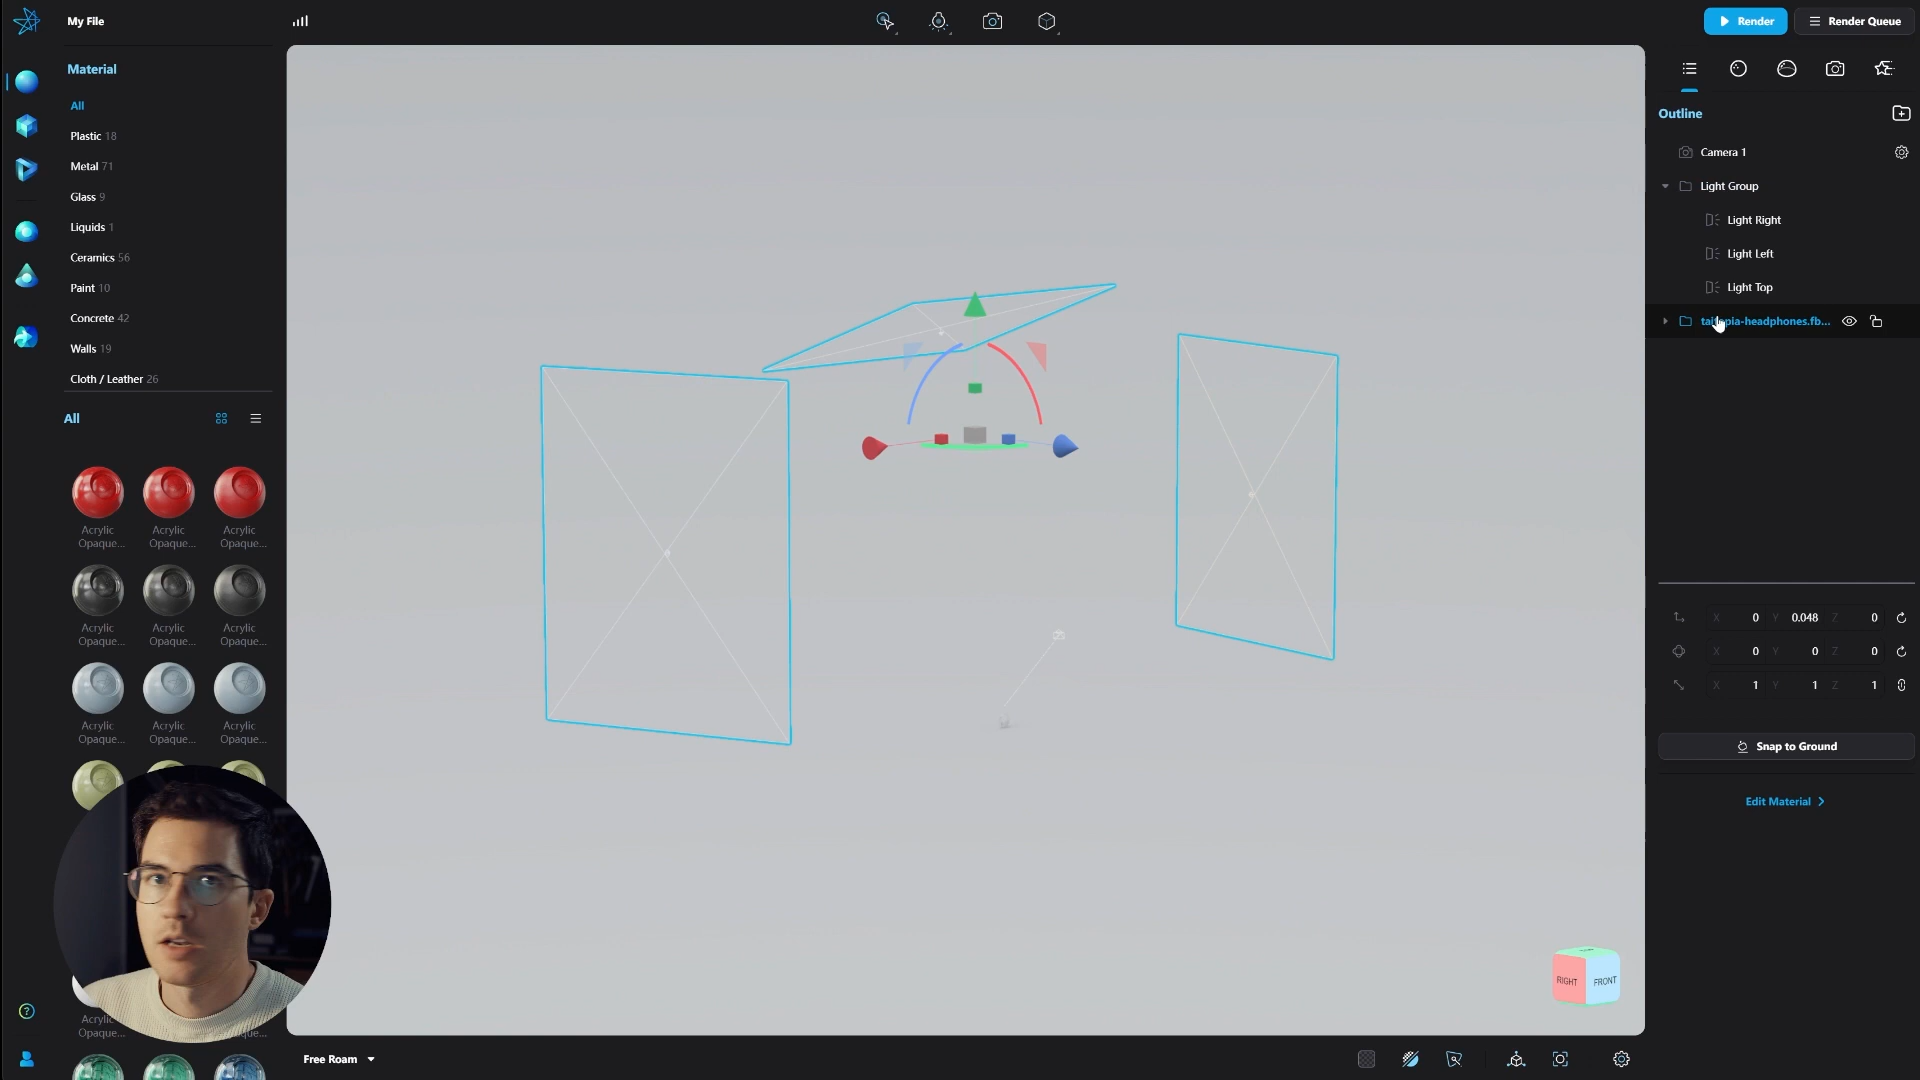 My File
Render
Render Queue
Material
All
Plastic 18
Metal 71
Glass 9
Liquids 1
Ceramics 56
Paint 10
Concrete 42
Walls 19
Cloth / Leather 26
All
Acrylic Acrylic Acrylic
Opaque... Opaque... Opaque...
Acrylic Acrylic Acrylic
Opaque... Opaque... Opaque...
Acrylic Acrylic Acrylic
Opaque... Opaque... Opaque...
Acrylic
Opaque...
Free Roam
RIGHT FRONT
Outline
Camera 1
Light Group
Light Right
Light Left
Light Top
X 0 Y 0.048 Z 0
X 0 Y 0 Z 0
X 1 Y 1 Z 1
Snap to Ground
Edit Material